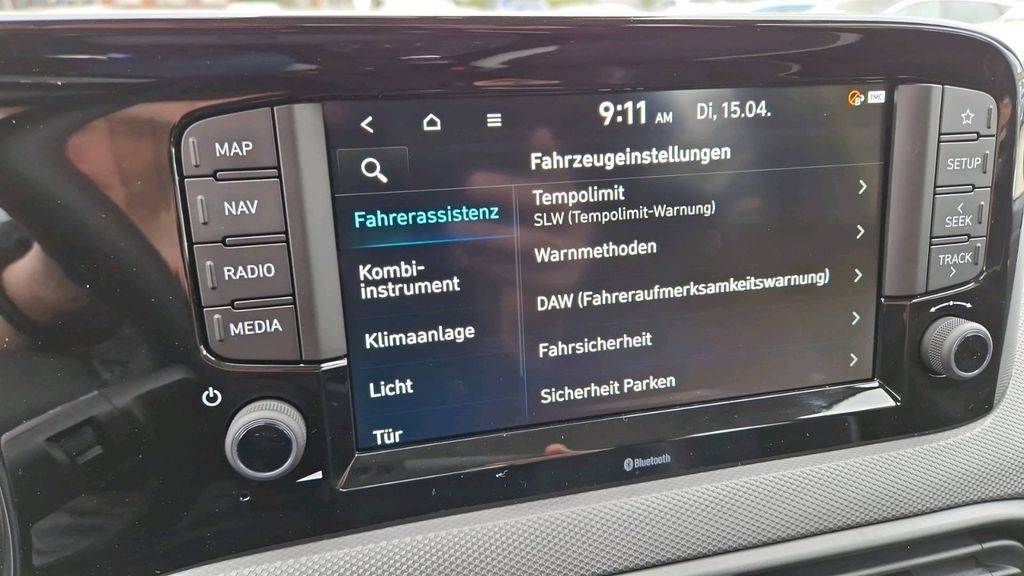 9:11 AM Di, 15.04. TMC
Fahrzeugeinstellungen
Fahrerassistenz
Kombi-
instrument
Klimaanlage
Licht
Tür
Tempolimit
SLW (Tempolimit-Warnung)
Warnmethoden
DAW (Fahreraufmerksamkeitswarnung)
Fahrsicherheit
Sicherheit Parken
MAP
NAV
RADIO
MEDIA
SETUP
SEEK
TRACK
Bluetooth